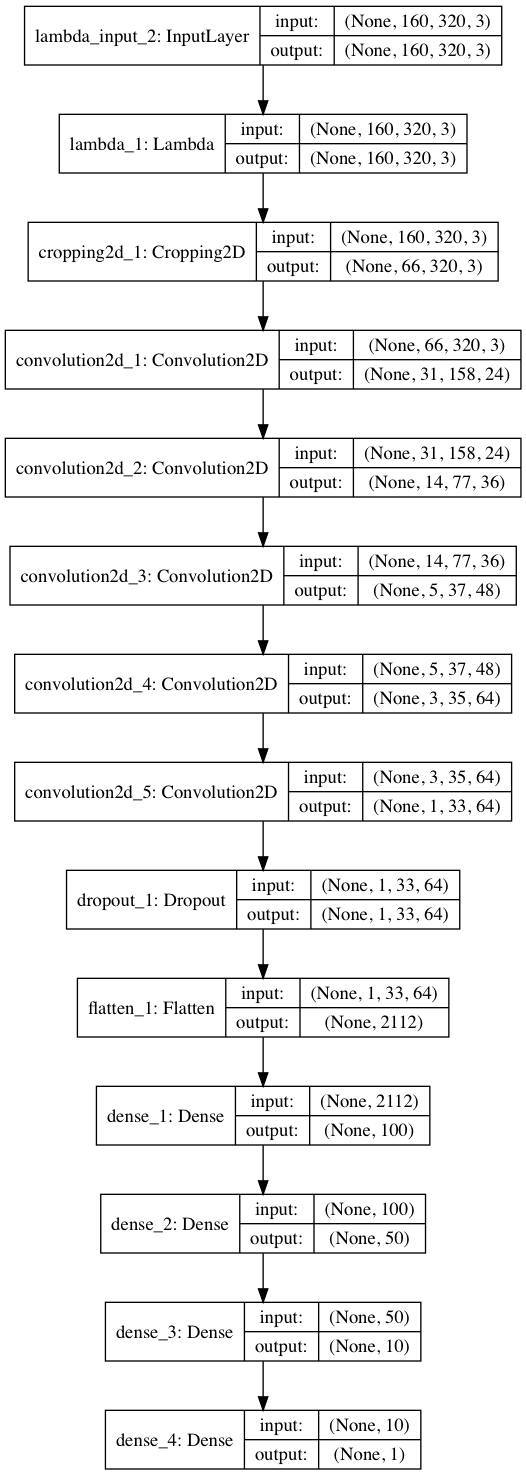 lambda_input_2: InputLayer
input: (None, 160, 320, 3)
output: (None, 160, 320, 3)
lambda_1: Lambda
input: (None, 160, 320, 3)
output: (None, 160, 320, 3)
cropping2d_1: Cropping2D
input: (None, 160, 320, 3)
output: (None, 66, 320, 3)
convolution2d_1: Convolution2D
input: (None, 66, 320, 3)
output: (None, 31, 158, 24)
convolution2d_2: Convolution2D
input: (None, 31, 158, 24)
output: (None, 14, 77, 36)
convolution2d_3: Convolution2D
input: (None, 14, 77, 36)
output: (None, 5, 37, 48)
convolution2d_4: Convolution2D
input: (None, 5, 37, 48)
output: (None, 3, 35, 64)
convolution2d_5: Convolution2D
input: (None, 3, 35, 64)
output: (None, 1, 33, 64)
dropout_1: Dropout
input: (None, 1, 33, 64)
output: (None, 1, 33, 64)
flatten_1: Flatten
input: (None, 1, 33, 64)
output: (None, 2112)
dense_1: Dense
input: (None, 2112)
output: (None, 100)
dense_2: Dense
input: (None, 100)
output: (None, 50)
dense_3: Dense
input: (None, 50)
output: (None, 10)
dense_4: Dense
input: (None, 10)
output: (None, 1)